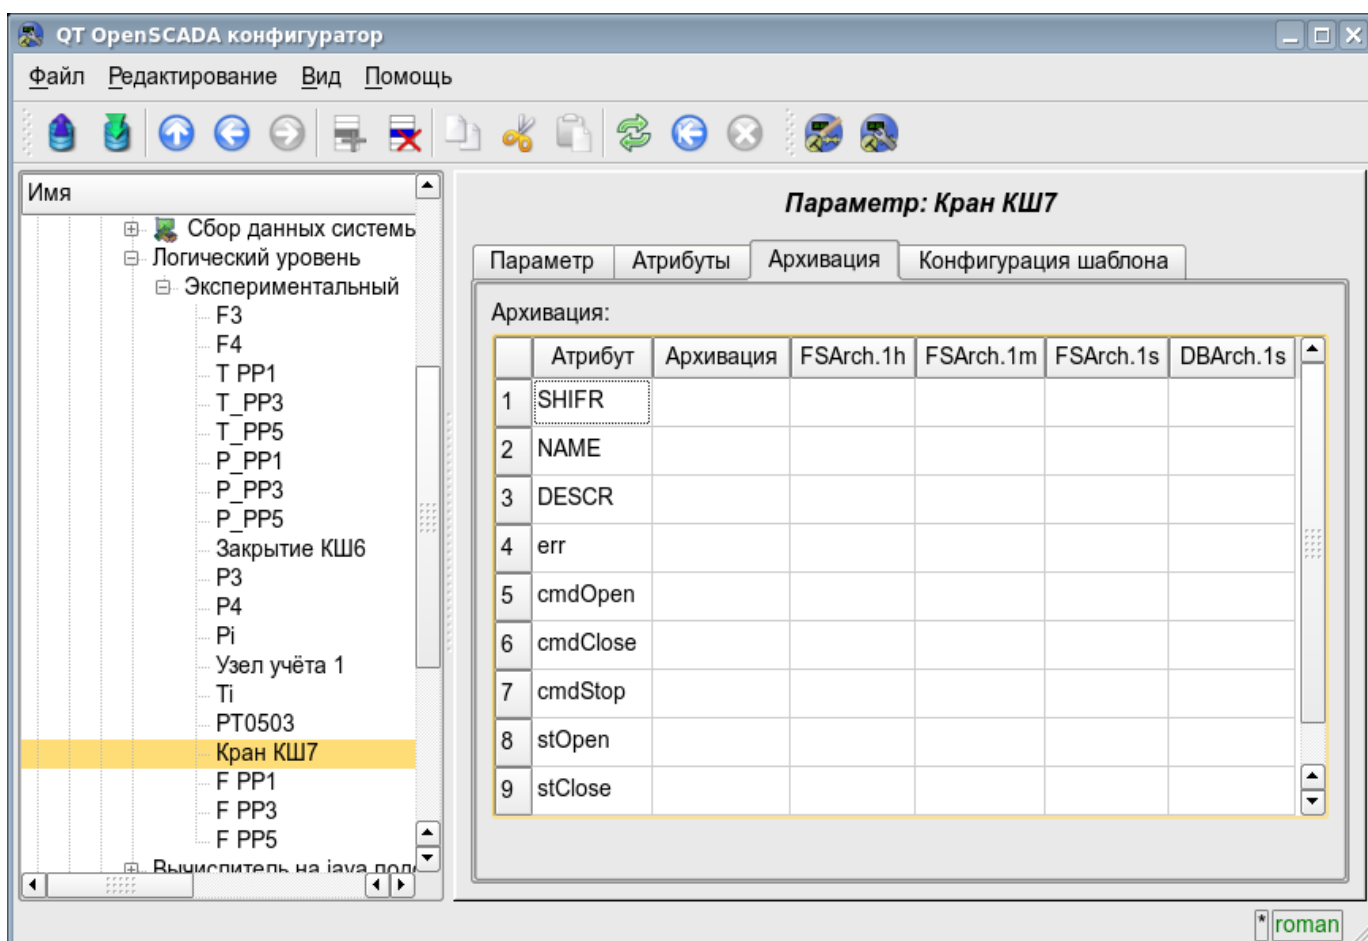 QT OpenSCADA конфигуратор
Файл Редактирование Вид Помощь
Имя
Сбор данных системы
Логический уровень
Экспериментальный
F3
F4
T PP1
T_PP3
T_PP5
P_PP1
P_PP3
P_PP5
Закрытие КШ6
P3
P4
Pi
Узел учёта 1
Ti
PT0503
Кран КШ7
F PP1
F PP3
F PP5
Вычислитель на java
Параметр: Кран КШ7
Параметр Атрибуты Архивация Конфигурация шаблона
Архивация:
Атрибут Архивация FSArch.1h FSArch.1m FSArch.1s DBArch.1s
1 SHIFR
2 NAME
3 DESCR
4 err
5 cmdOpen
6 cmdClose
7 cmdStop
8 stOpen
9 stClose
* roman